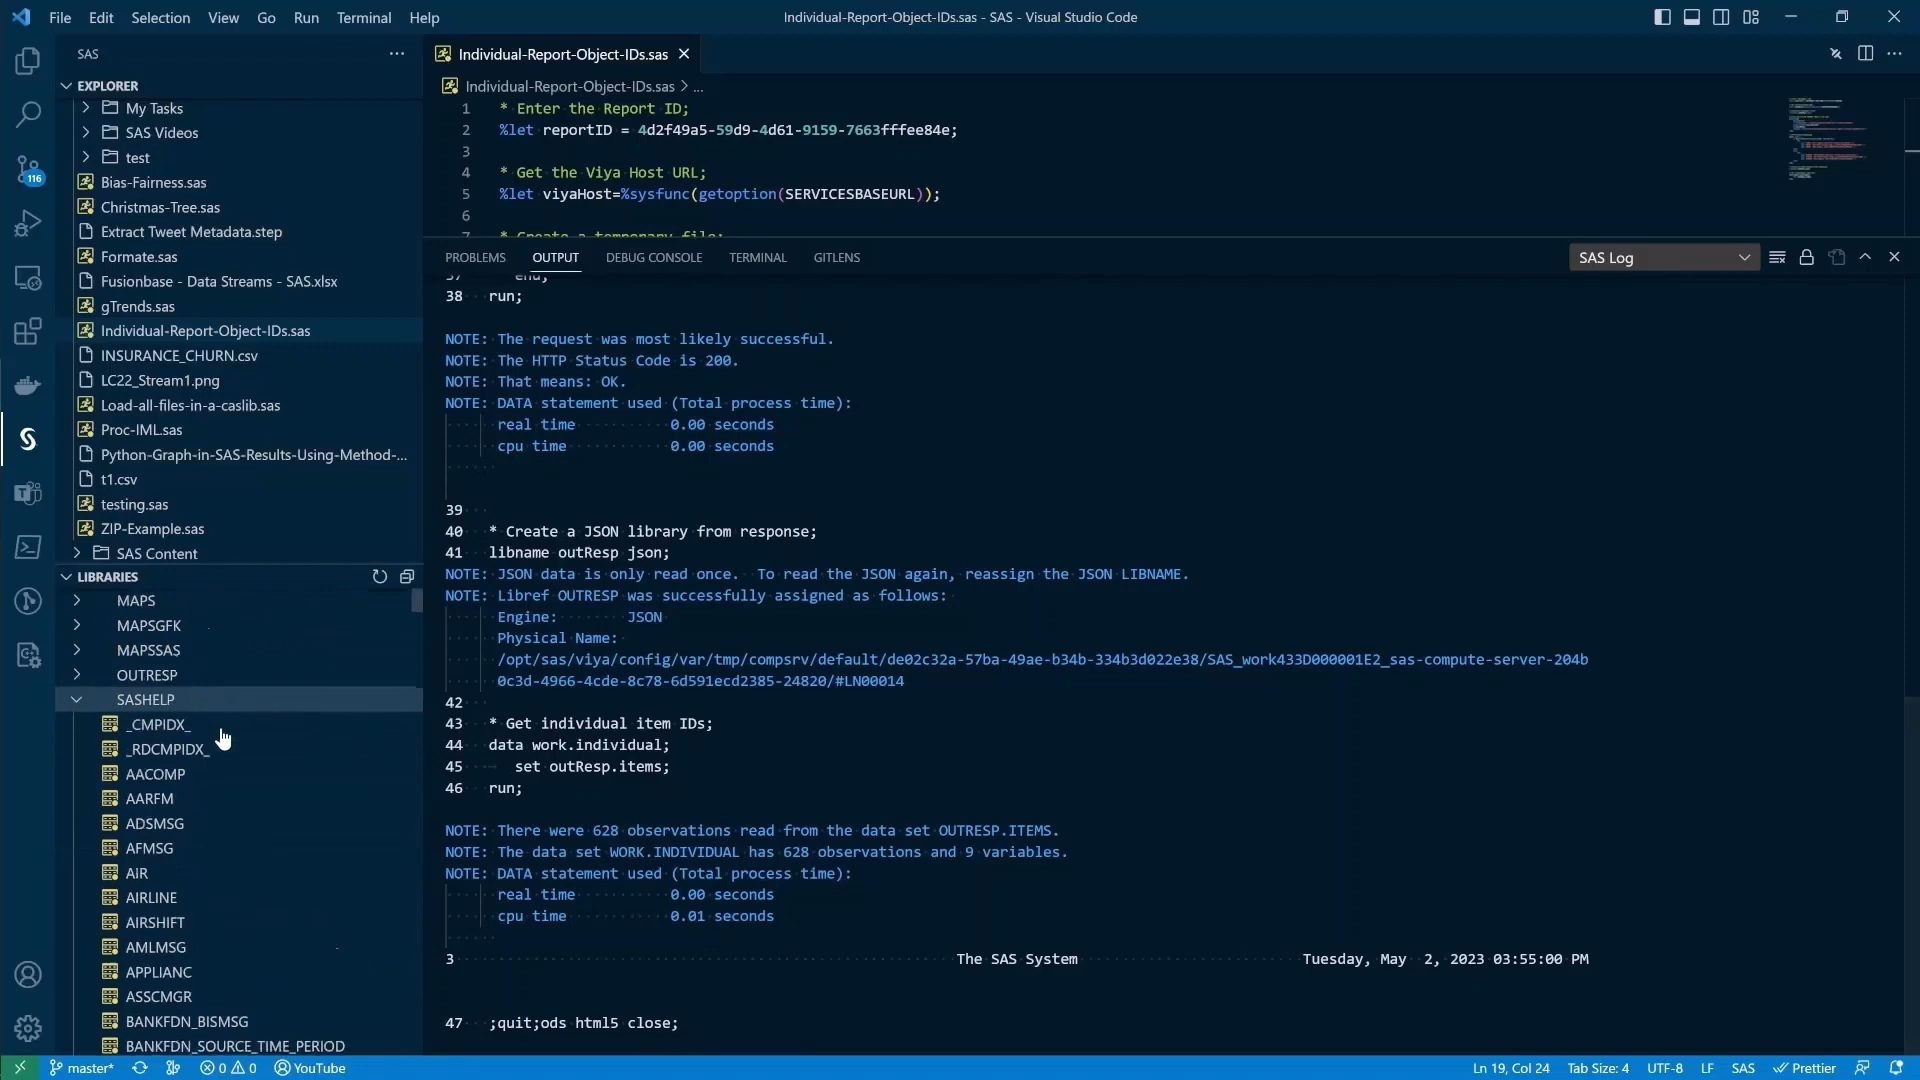 File Edit Selection View Go Run Terminal Help
Individual-Report-Object-IDs.sas - SAS - Visual Studio Code
SAS
EXPLORER
My Tasks
SAS Videos
test
Bias-Fairness.sas
Christmas-Tree.sas
Extract Tweet Metadata.step
Formate.sas
Fusionbase - Data Streams - SAS.xlsx
gTrends.sas
Individual-Report-Object-IDs.sas
INSURANCE_CHURN.csv
LC22_Stream1.png
Load-all-files-in-a-caslib.sas
Proc-IML.sas
Python-Graph-in-SAS-Results-Using-Method-...
t1.csv
testing.sas
ZIP-Example.sas
SAS Content
116
LIBRARIES
MAPS
MAPSGFK
MAPSSAS
OUTRESP
SASHELP
_CMPIDX_
_RDCMPIDX_
AACOMP
AARFM
ADSMSG
AFMSG
AIR
AIRLINE
AIRSHIFT
AMLMSG
APPLIANC
ASSCMGR
BANKFDN_BISMSG
BANKFDN_SOURCE_TIME_PERIOD
Individual-Report-Object-IDs.sas
Individual-Report-Object-IDs.sas > ...
1 * Enter the Report ID;
2 %let reportID = 4d2f49a5-59d9-4d61-9159-7663fffee84e;
3
4 * Get the Viya Host URL;
5 %let viyaHost=%sysfunc(getoption(SERVICESBASEURL));
6
7 * Create a temporary file;
PROBLEMS OUTPUT DEBUG CONSOLE TERMINAL GITLENS
SAS Log
37 end;
38 run;
NOTE: The request was most likely successful.
NOTE: The HTTP Status Code is 200.
NOTE: That means: OK.
NOTE: DATA statement used (Total process time):
real time 0.00 seconds
cpu time 0.00 seconds
39
40 * Create a JSON library from response;
41 libname outResp json;
NOTE: JSON data is only read once. To read the JSON again, reassign the JSON LIBNAME.
NOTE: Libref OUTRESP was successfully assigned as follows:
Engine: JSON
Physical Name:
/opt/sas/viya/config/var/tmp/compsrv/default/de02c32a-57ba-49ae-b34b-334b3d022e38/SAS_work433D000001E2_sas-compute-server-204b
0c3d-4966-4cde-8c78-6d591ecd2385-24820/#LN00014
42
43 * Get individual item IDs;
44 data work.individual;
45 set outResp.items;
46 run;
NOTE: There were 628 observations read from the data set OUTRESP.ITEMS.
NOTE: The data set WORK.INDIVIDUAL has 628 observations and 9 variables.
NOTE: DATA statement used (Total process time):
real time 0.00 seconds
cpu time 0.01 seconds
3 The SAS System Tuesday, May 2, 2023 03:55:00 PM
47 ;quit;ods html5 close;
master* 0 0 YouTube
Ln 19, Col 24 Tab Size: 4 UTF-8 LF SAS Prettier